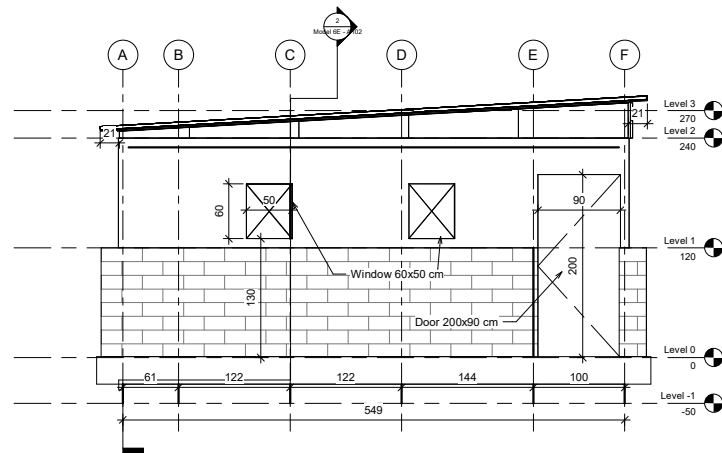 2
Model 6E - A102
A
B
C
D
E
F
Level 3
270
21
21
Level 2
240
50
60
90
Level 1
120
200
Window 60x50 cm
130
Door 200x90 cm
Level 0
0
61
122
122
144
100
Level -1
-50
549